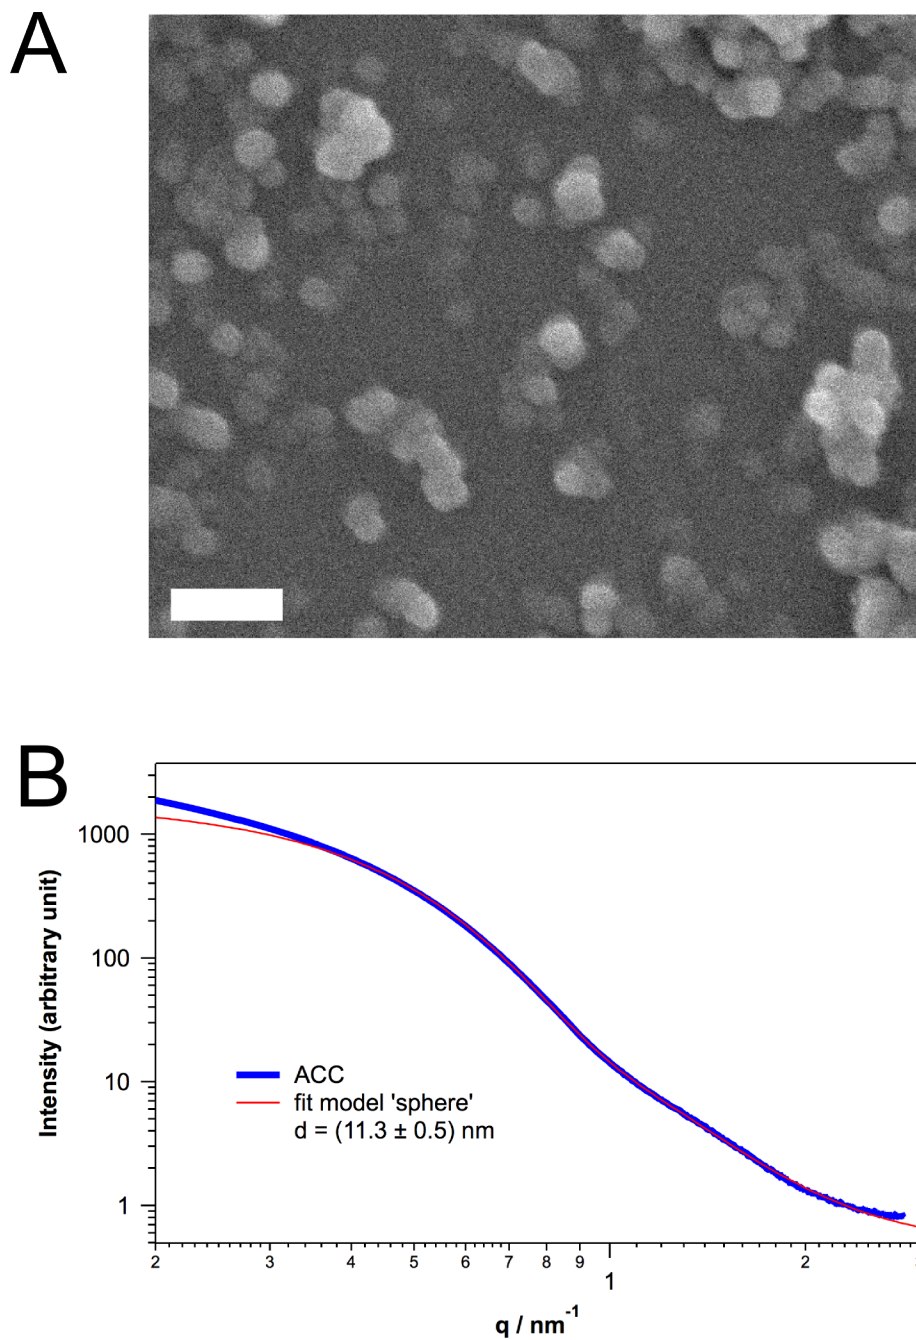 A
B
1000
100
10
1
Intensity (arbitrary unit)
ACC
fit model 'sphere'
d = (11.3 ± 0.5) nm
2 3 4 5 6 7 8 9 1 2
q / nm⁻¹